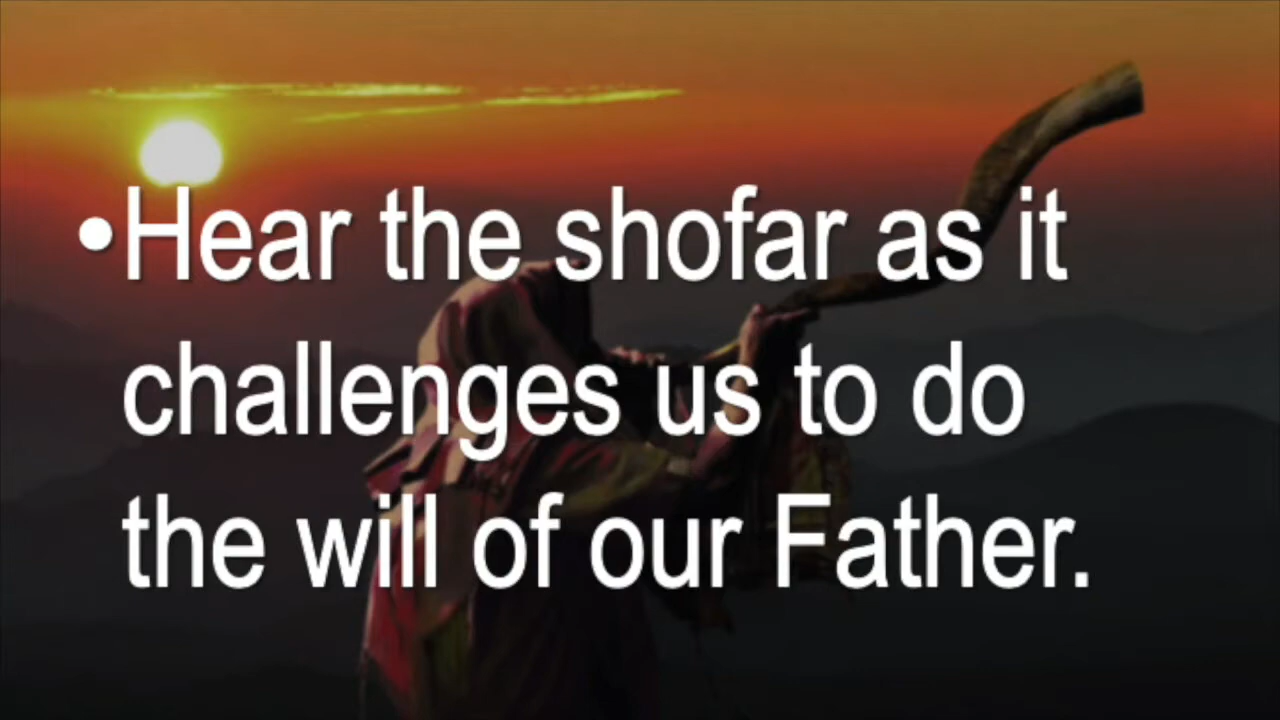 •Hear the shofar as it
challenges us to do
the will of our Father.